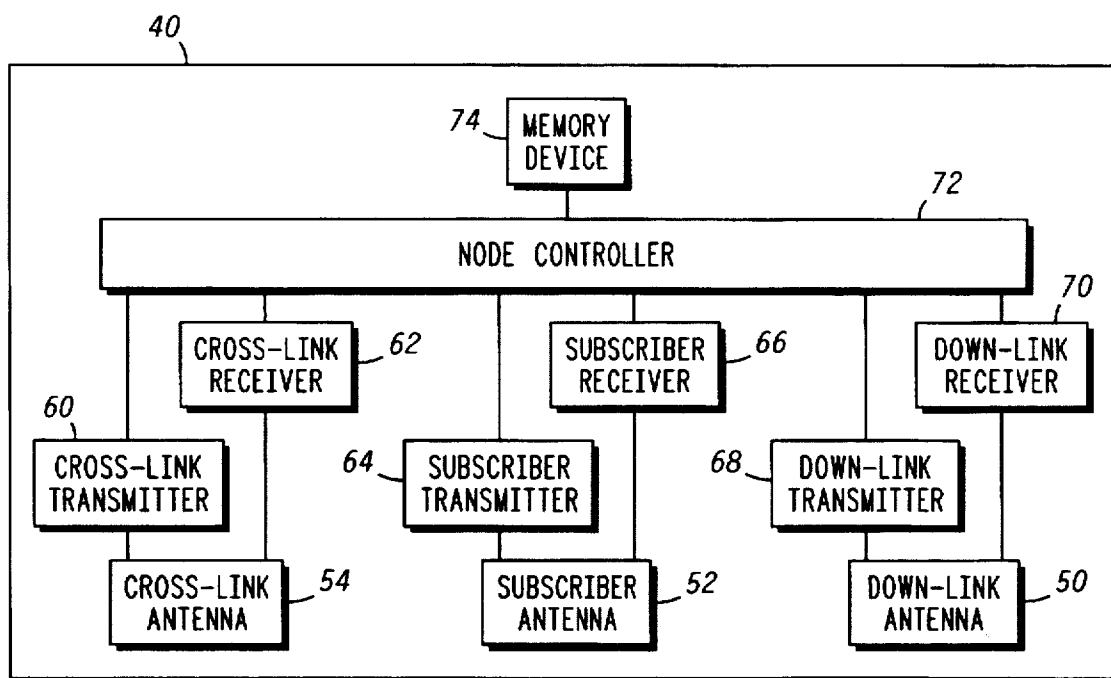 40
74
MEMORY
DEVICE
72
NODE CONTROLLER
70
CROSS-LINK
RECEIVER
62
SUBSCRIBER
RECEIVER
66
DOWN-LINK
RECEIVER
60
CROSS-LINK
TRANSMITTER
64
SUBSCRIBER
TRANSMITTER
68
DOWN-LINK
TRANSMITTER
CROSS-LINK
ANTENNA
54
SUBSCRIBER
ANTENNA
52
DOWN-LINK
ANTENNA
50